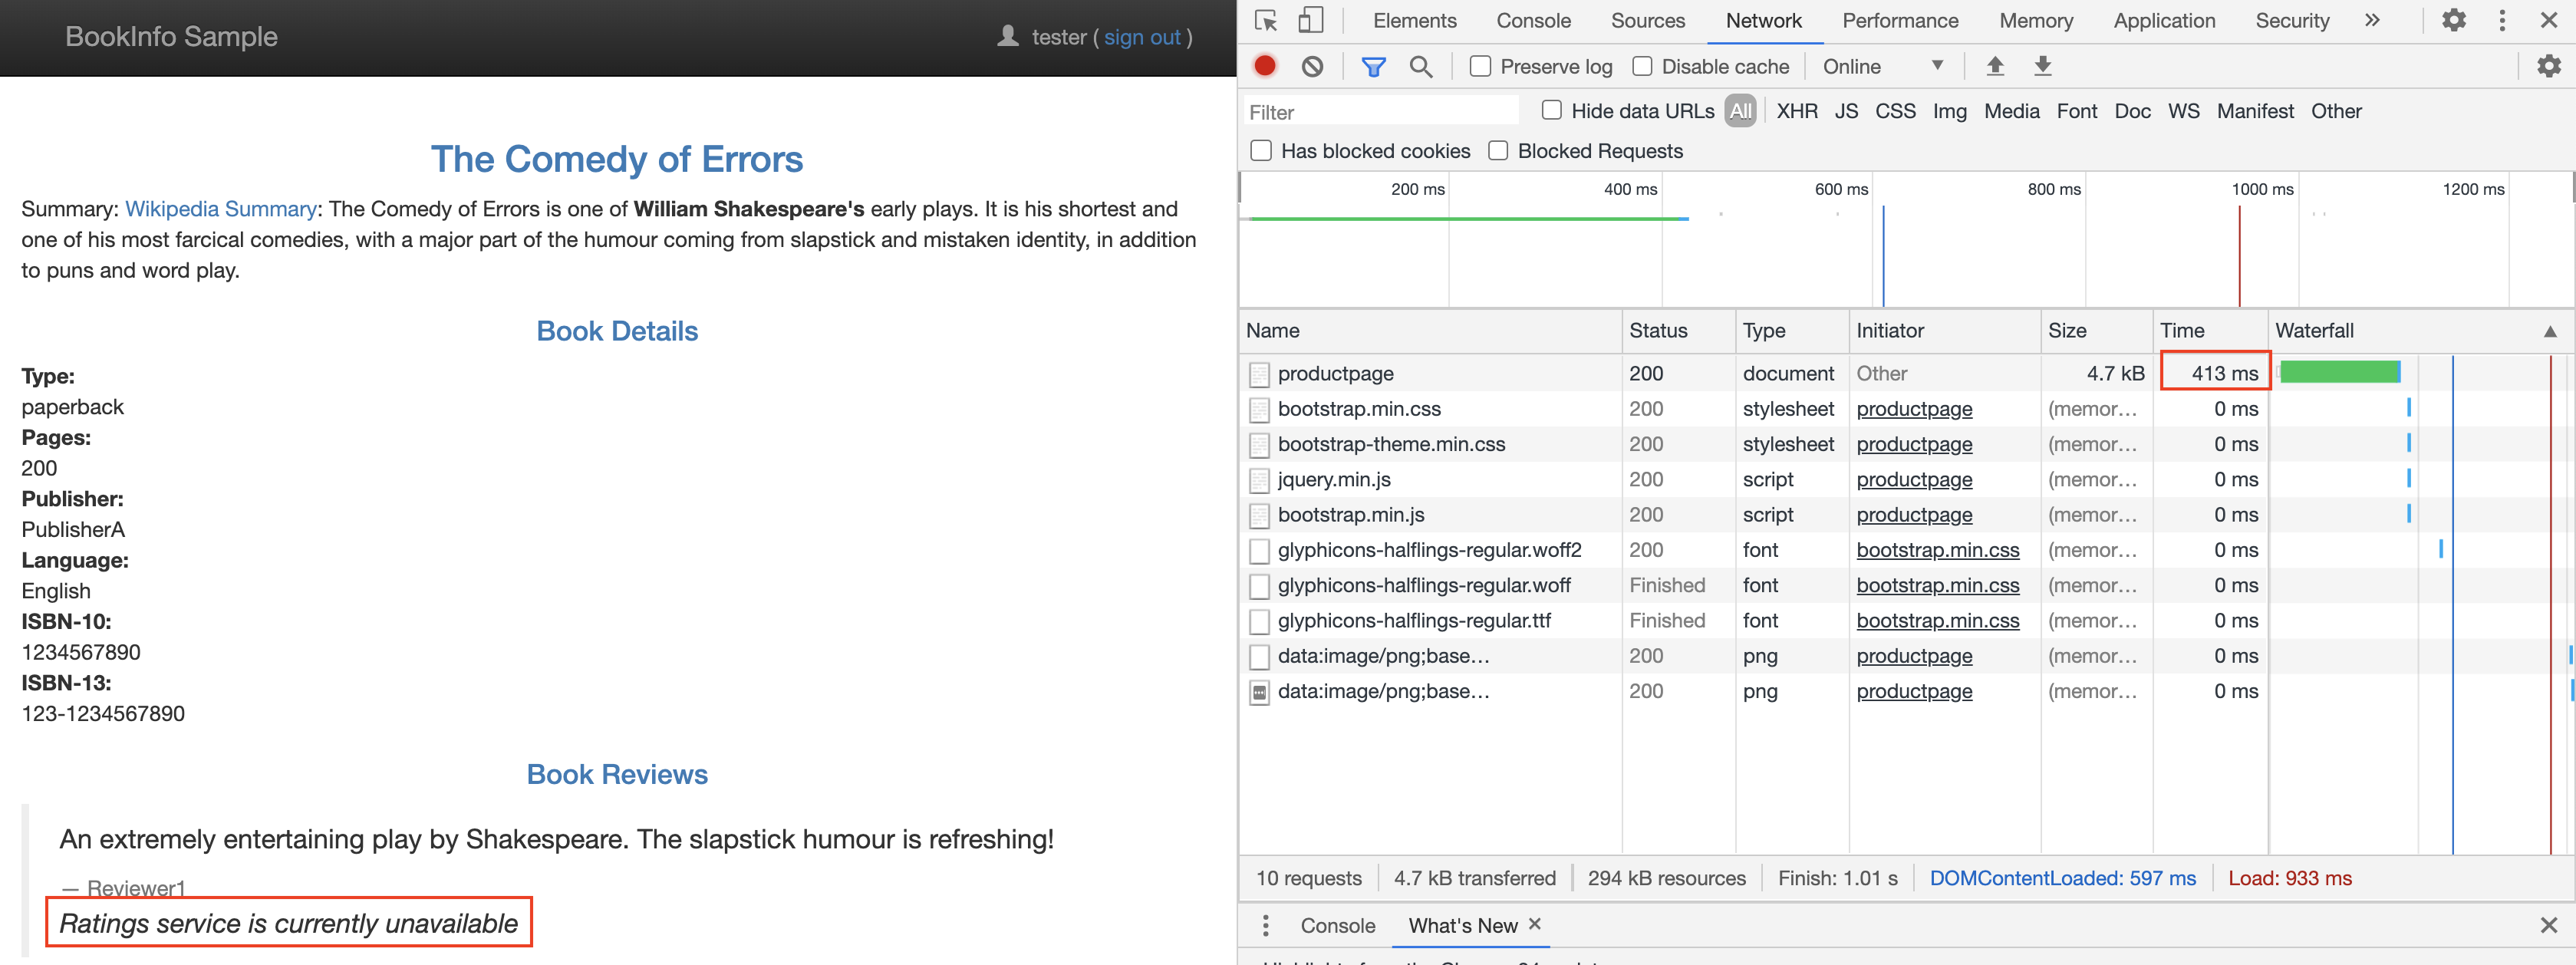 BookInfo Sample
tester ( sign out )
The Comedy of Errors
Summary: Wikipedia Summary: The Comedy of Errors is one of William Shakespeare's early plays. It is his shortest and
one of his most farcical comedies, with a major part of the humour coming from slapstick and mistaken identity, in addition
to puns and word play.
Book Details
Type:
paperback
Pages:
200
Publisher:
PublisherA
Language:
English
ISBN-10:
1234567890
ISBN-13:
123-1234567890
Book Reviews
An extremely entertaining play by Shakespeare. The slapstick humour is refreshing!
— Reviewer1
Ratings service is currently unavailable
Elements Console Sources Network Performance Memory Application Security »
Preserve log Disable cache Online
Filter Hide data URLs All XHR JS CSS Img Media Font Doc WS Manifest Other
Has blocked cookies Blocked Requests
200 ms 400 ms 600 ms 800 ms 1000 ms 1200 ms
Name Status Type Initiator Size Time Waterfall
productpage 200 document Other 4.7 kB 413 ms
bootstrap.min.css 200 stylesheet productpage (memor… 0 ms
bootstrap-theme.min.css 200 stylesheet productpage (memor… 0 ms
jquery.min.js 200 script productpage (memor… 0 ms
bootstrap.min.js 200 script productpage (memor… 0 ms
glyphicons-halflings-regular.woff2 200 font bootstrap.min.css (memor… 0 ms
glyphicons-halflings-regular.woff Finished font bootstrap.min.css (memor… 0 ms
glyphicons-halflings-regular.ttf Finished font bootstrap.min.css (memor… 0 ms
data:image/png;base… 200 png productpage (memor… 0 ms
data:image/png;base… 200 png productpage (memor… 0 ms
10 requests 4.7 kB transferred 294 kB resources Finish: 1.01 s DOMContentLoaded: 597 ms Load: 933 ms
Console What's New